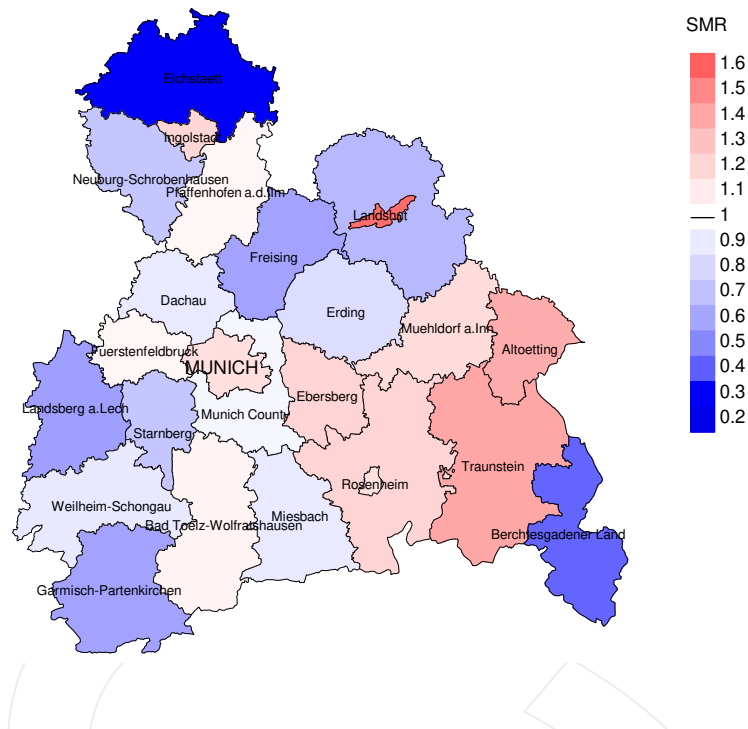 SMR
1.6
1.5
1.4
1.3
1.2
1.1
1
0.9
0.8
0.7
0.6
0.5
0.4
0.3
0.2
Eichstaett
Ingolstadt
Neuburg-Schrobenhausen
Pfaffenhofen a.d.Ilm
Landshut
Freising
Dachau
Erding
Muehldorf a.Inn
Altoetting
Fuerstenfeldbruck
MUNICH
Ebersberg
Landsberg a.Lech
Munich County
Starnberg
Traunstein
Rosenheim
Weilheim-Schongau
Miesbach
Bad Toelz-Wolfratshausen
Berchtesgadener Land
Garmisch-Partenkirchen